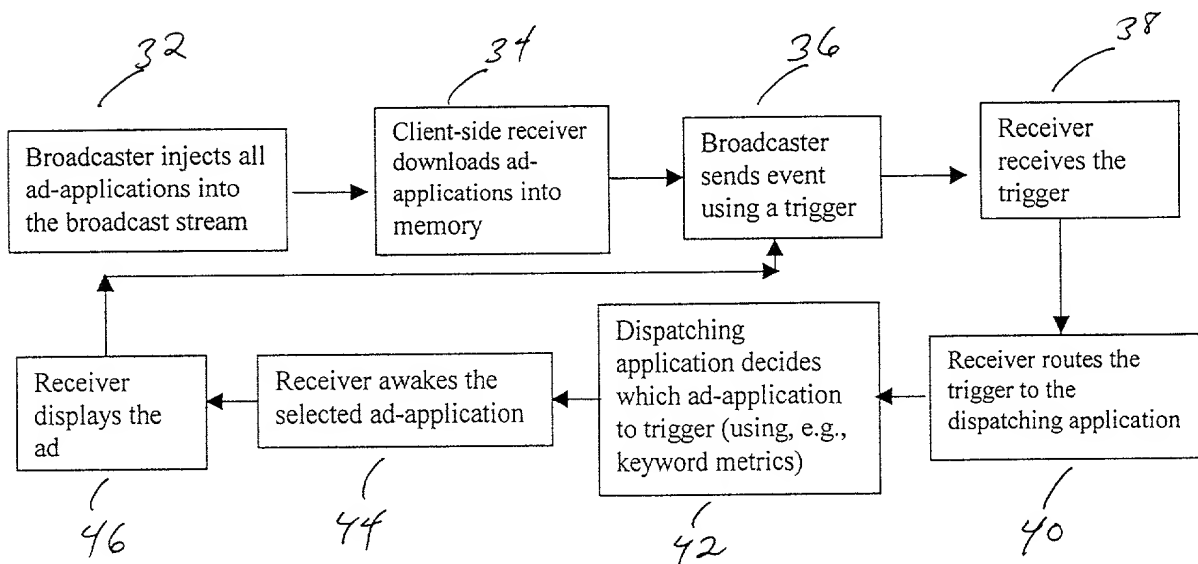 32
34
36
38
Broadcaster injects all
ad-applications into
the broadcast stream
Client-side receiver
downloads ad-
applications into
memory
Broadcaster
sends event
using a trigger
Receiver
receives the
trigger
Receiver
displays the
ad
Receiver awakes the
selected ad-application
Dispatching
application decides
which ad-application
to trigger (using, e.g.,
keyword metrics)
Receiver routes the
trigger to the
dispatching application
46
44
42
40